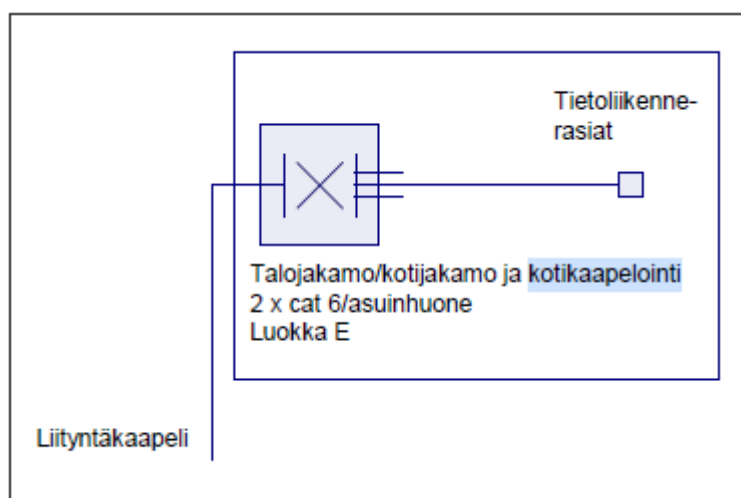 Tietoliikenne-
rasiat
Talojakamo/kotijakamo ja kotikaapelointi
2 x cat 6/asuinhuone
Luokka E
Liityntäkaapeli